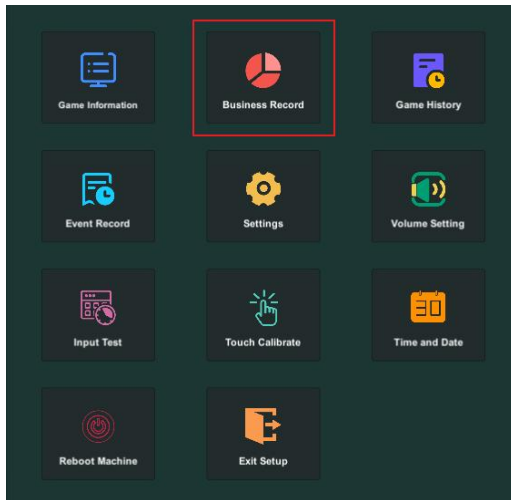 Game Information
Business Record
Game History
Event Record
Settings
Volume Setting
Input Test
Touch Calibrate
30
Time and Date
Reboot Machine
Exit Setup